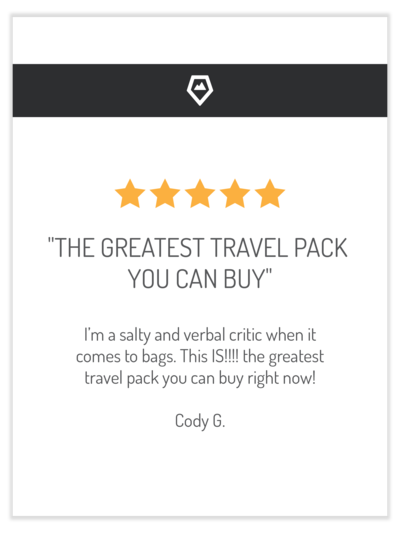 "THE GREATEST TRAVEL PACK
YOU CAN BUY"
I'm a salty and verbal critic when it
comes to bags. This IS!!!! the greatest
travel pack you can buy right now!
Cody G.